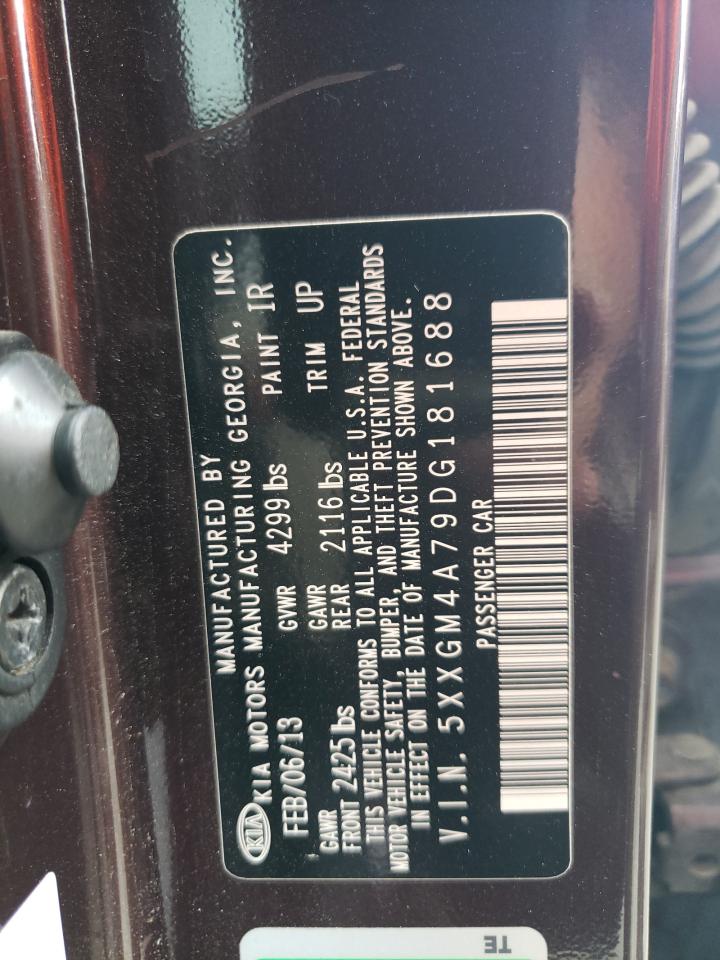 MANUFACTURED BY
KIA KIA MOTORS MANUFACTURING GEORGIA, INC.
FEB/06/13 GVWR 4299 lbs PAINT IR
GAWR FRONT 2425 lbs GAWR REAR 2116 lbs TRIM UP
THIS VEHICLE CONFORMS TO ALL APPLICABLE U.S.A. FEDERAL
MOTOR VEHICLE SAFETY, BUMPER, AND THEFT PREVENTION STANDARDS
IN EFFECT ON THE DATE OF MANUFACTURE SHOWN ABOVE.
V.I.N. 5XXGM4A79DG181688
PASSENGER CAR
TE